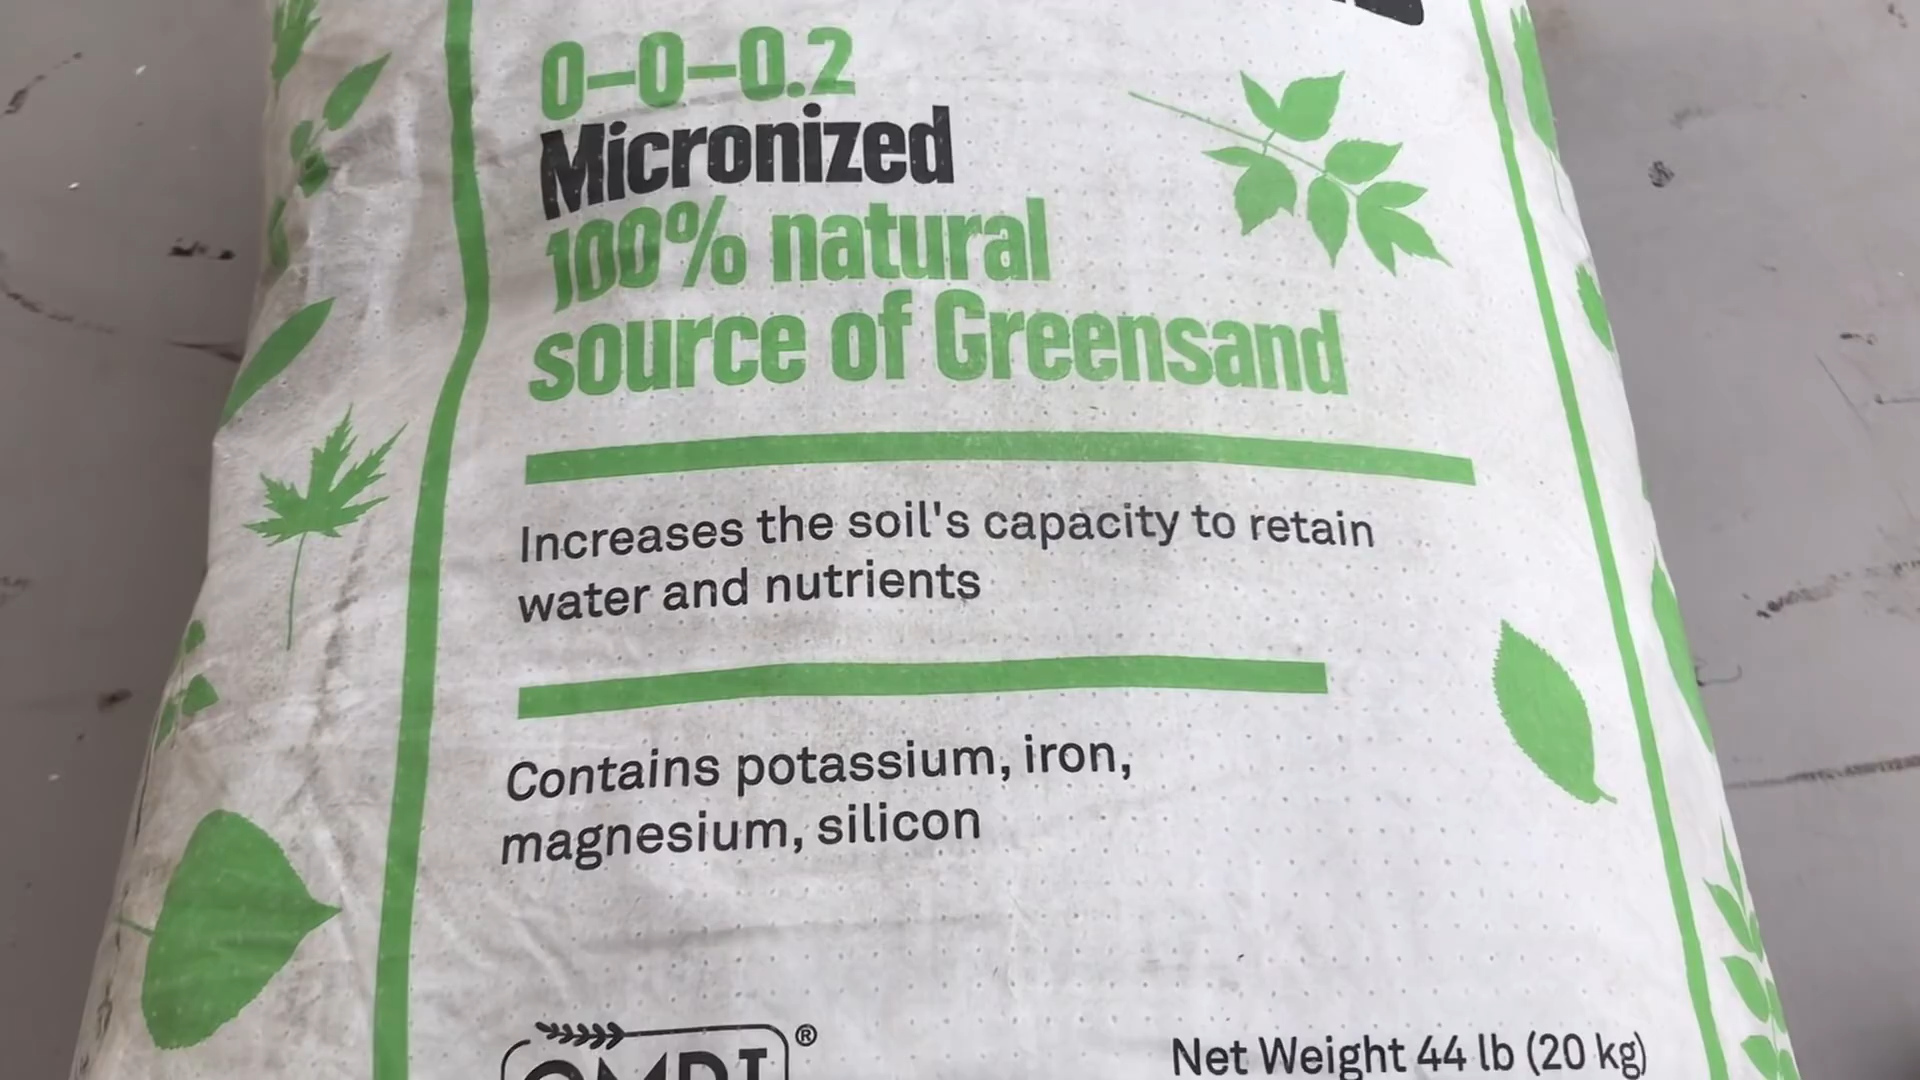 0-0-0.2
Micronized
100% natural
source of Greensand
Increases the soil's capacity to retain
water and nutrients
Contains potassium, iron,
magnesium, silicon
OMRI ®
Net Weight 44 lb (20 kg)